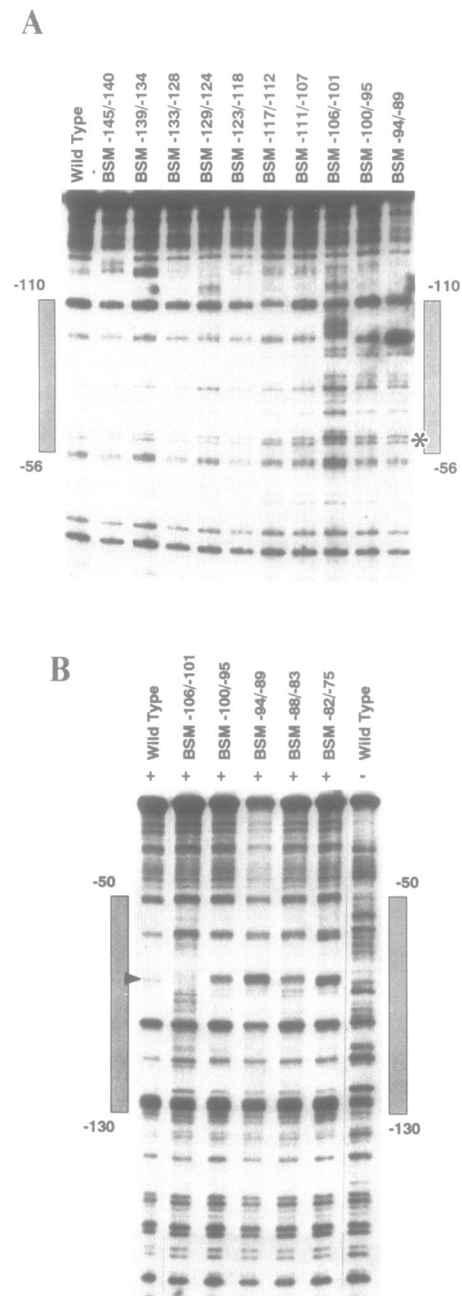 A
Wild Type
BSM -145/-140
BSM -139/-134
BSM -133/-128
BSM -129/-124
BSM -123/-118
BSM -117/-112
BSM -111/-107
BSM -106/-101
BSM -100/-95
BSM -94/-89
-110
-110
*
-56
-56
B
+ Wild Type
+ BSM -106/-101
+ BSM -100/-95
+ BSM -94/-89
+ BSM -88/-83
+ BSM -82/-75
- Wild Type
-50
-50
-130
-130